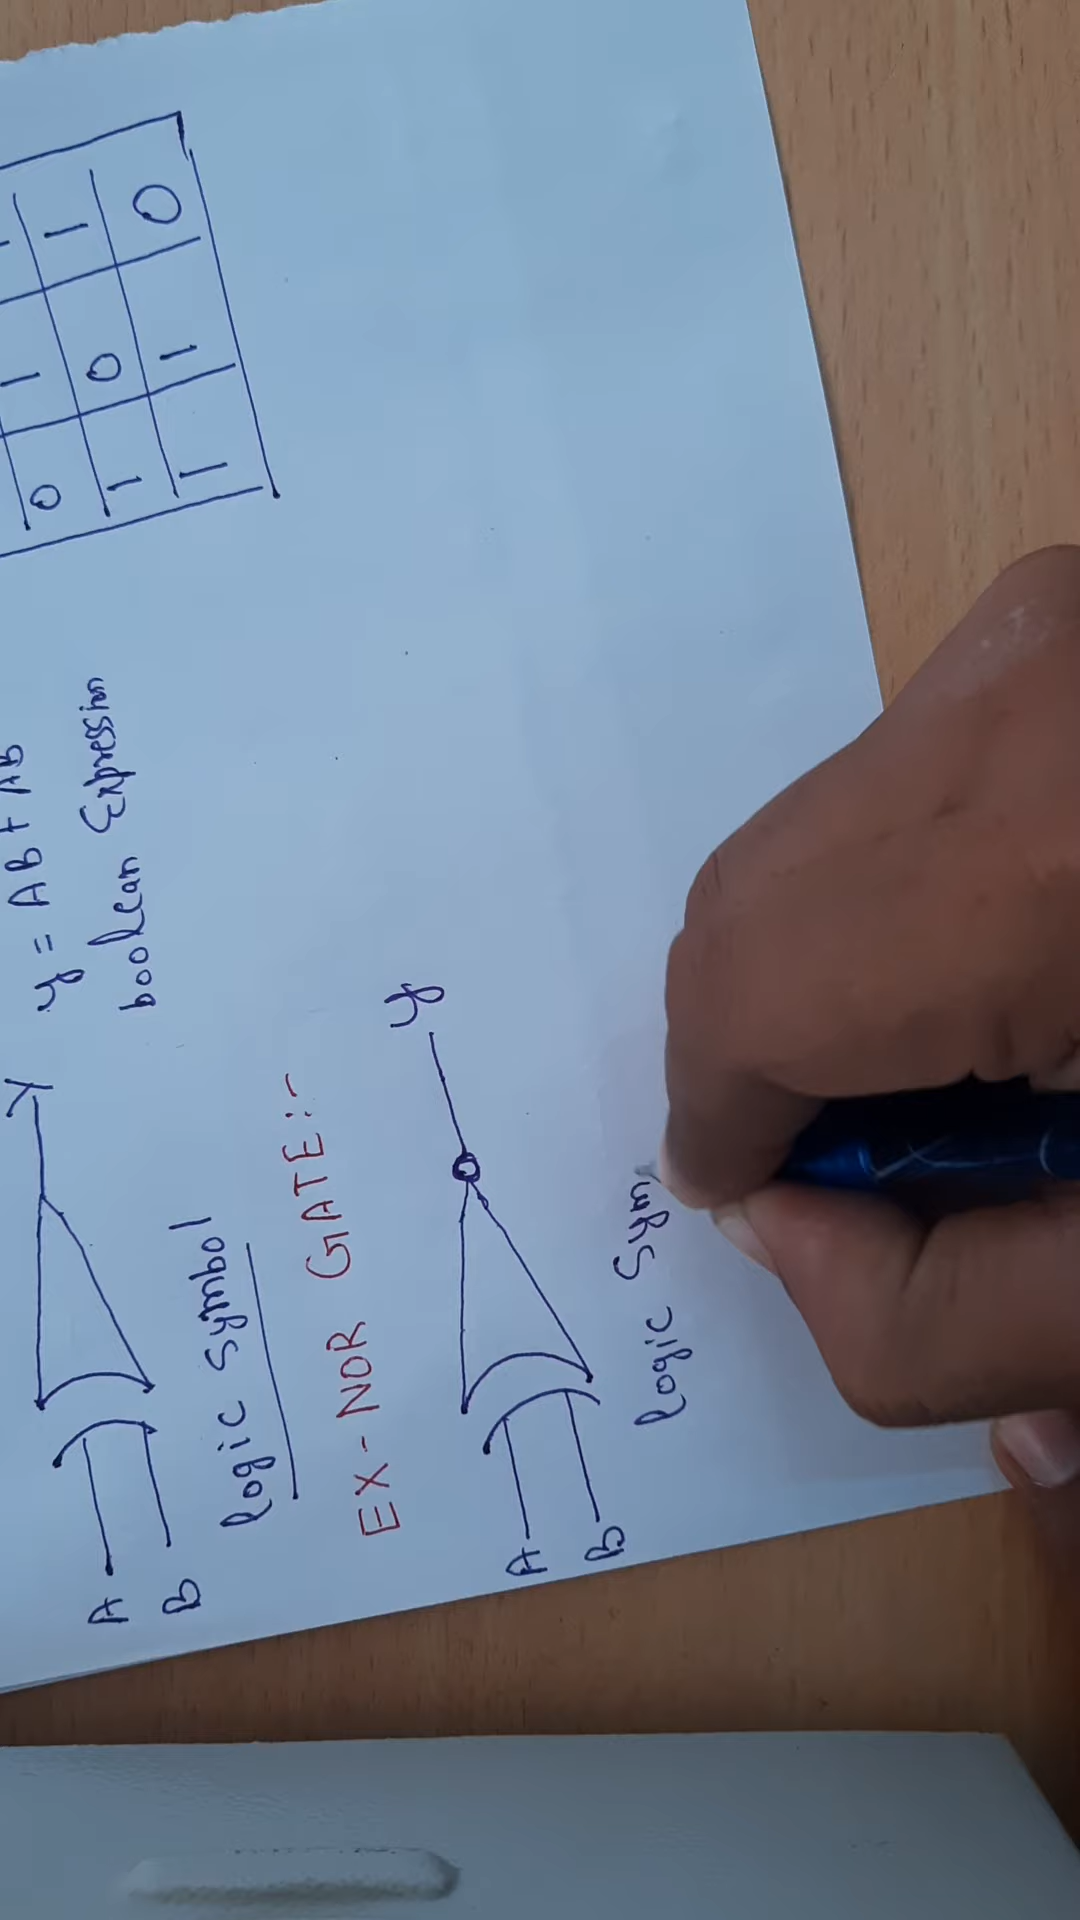 A
B
Y
Logic Symbol
y = AB + AB
boolean Expression
0 1
1 0 1
1 1 0
EX-NOR GATE:-
A
B
y
Logic Sym